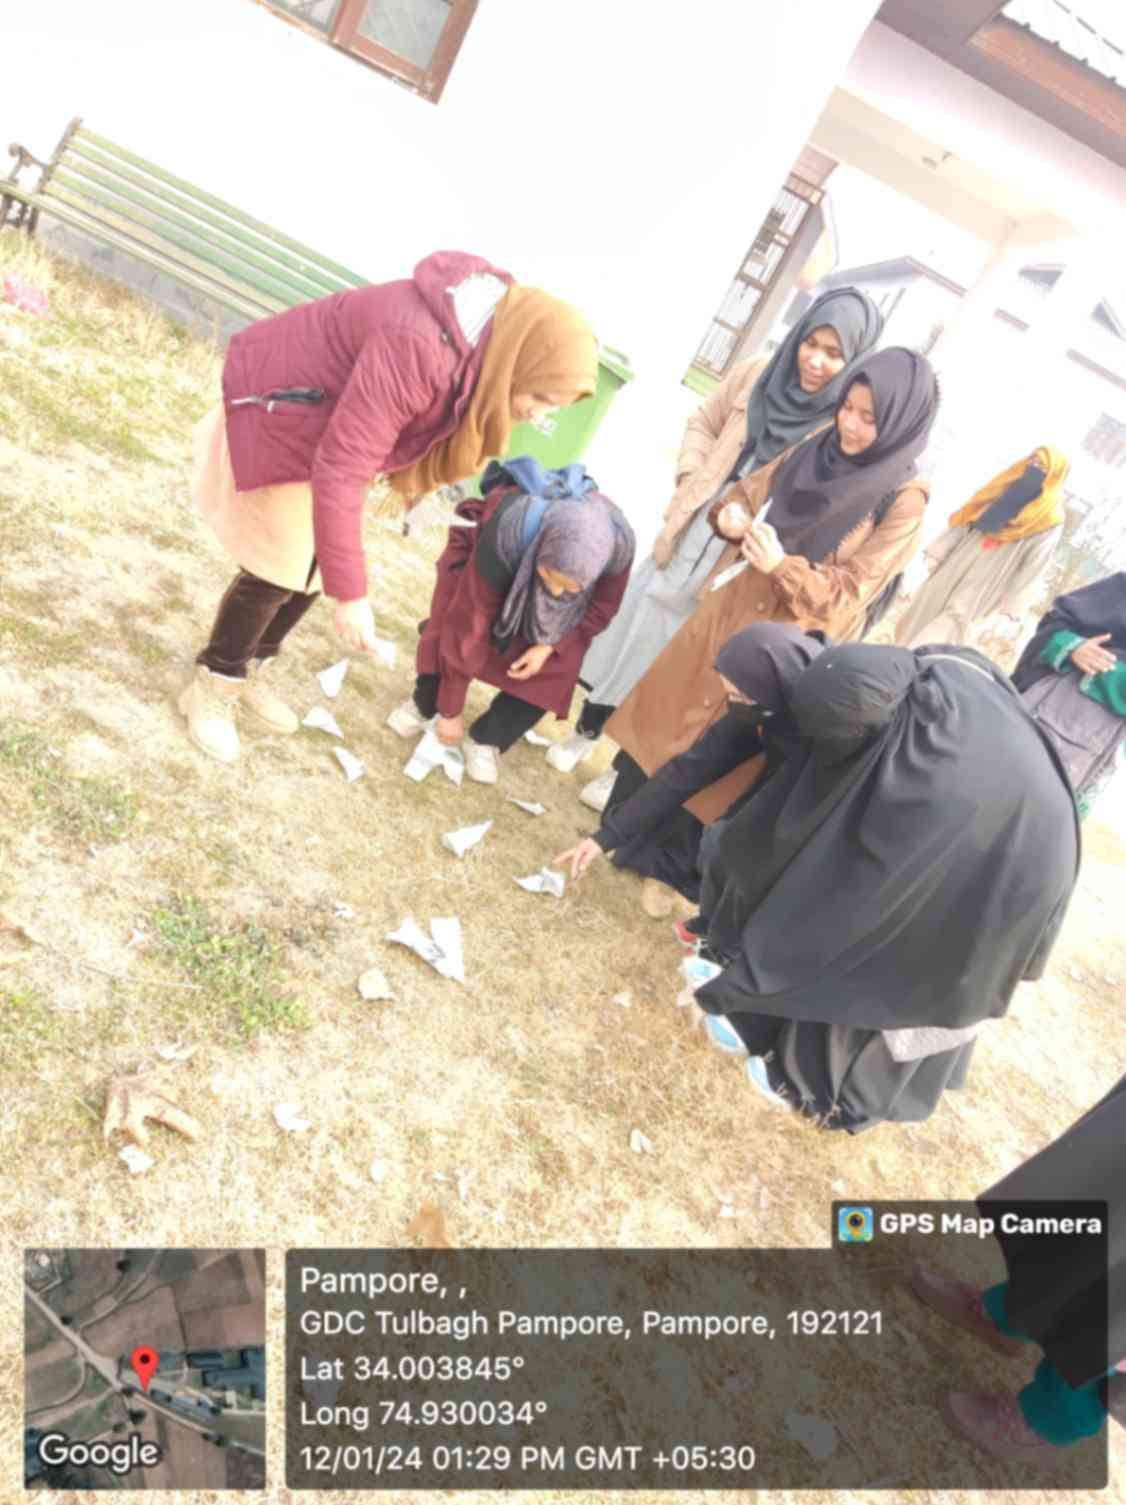 GPS Map Camera
Pampore, ,
GDC Tulbagh Pampore, Pampore, 192121
Lat 34.003845°
Long 74.930034°
12/01/24 01:29 PM GMT +05:30
Google